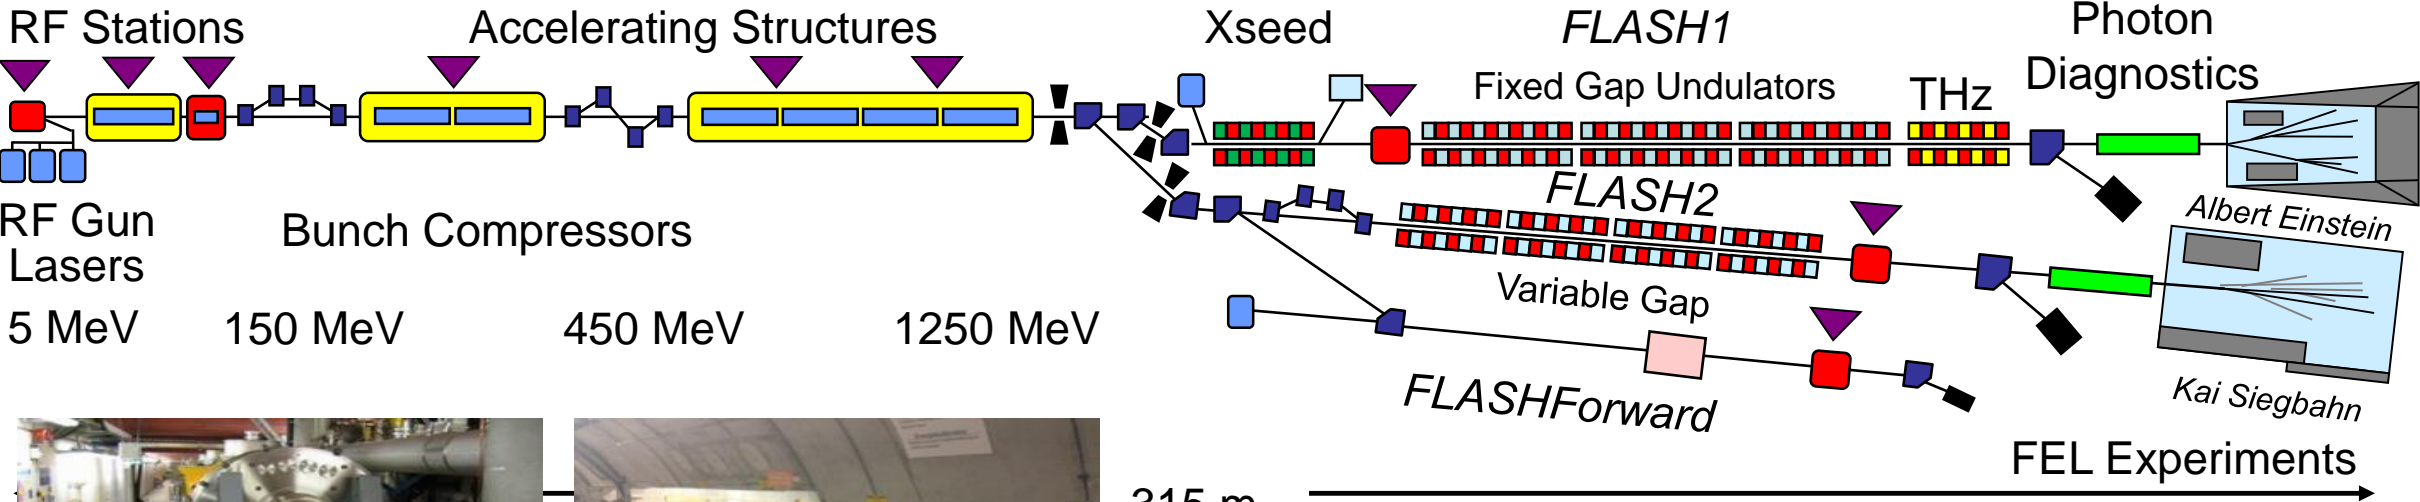 RF Stations
Accelerating Structures
Xseed
FLASH1
Photon
Diagnostics
Fixed Gap Undulators
THz
FLASH2
Albert Einstein
RF Gun
Lasers
Bunch Compressors
Variable Gap
5 MeV
150 MeV
450 MeV
1250 MeV
FLASHForward
Kai Siegbahn
FEL Experiments
315 m